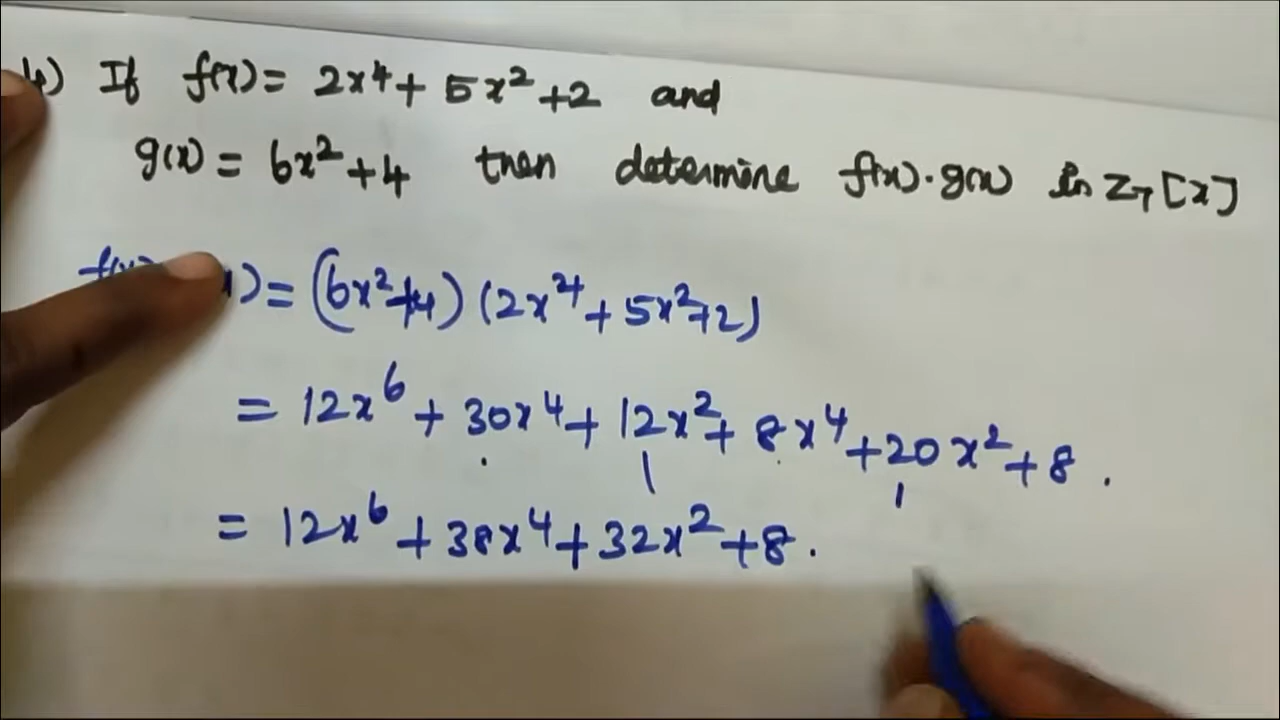 4) If f(x) = 2x⁴ + 5x² + 2 and
g(x) = 6x² + 4 then determine f(x)·g(x) in Z₇[x]
= (6x² + 4) (2x⁴ + 5x² + 2)
= 12x⁶ + 30x⁴ + 12x² + 8x⁴ + 20x² + 8.
= 12x⁶ + 38x⁴ + 32x² + 8.